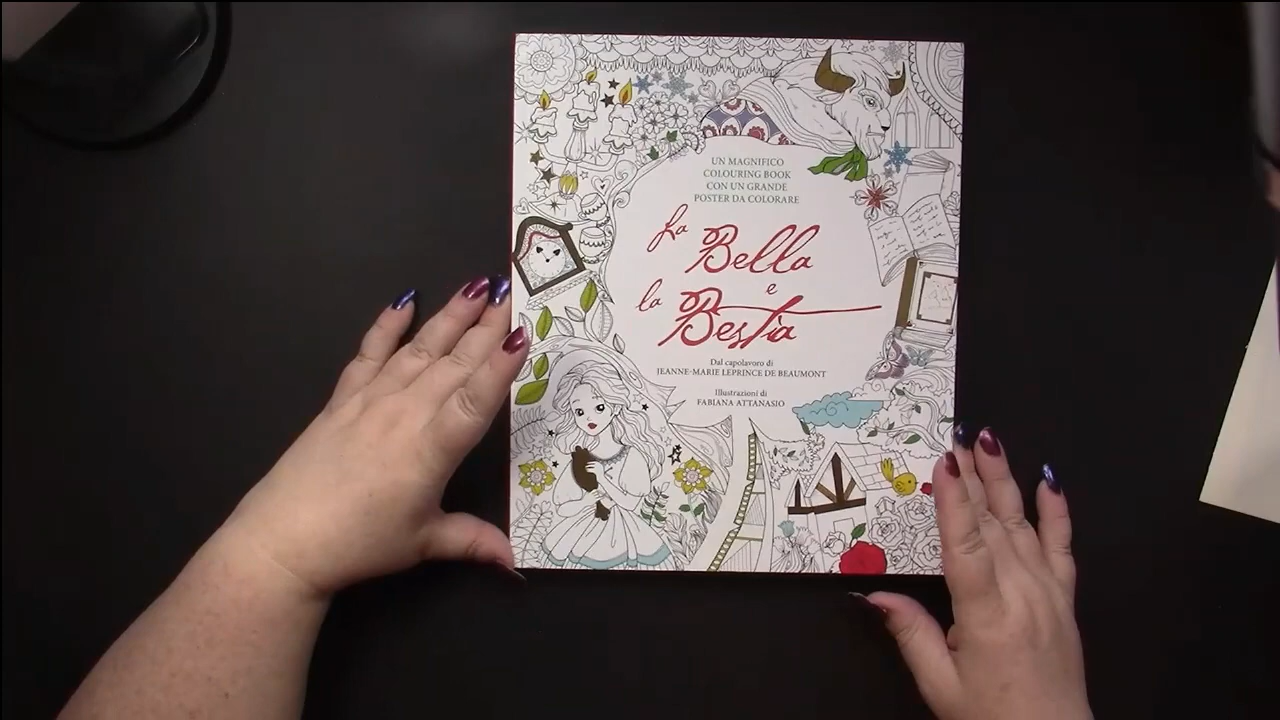 UN MAGNIFICO
COLOURING BOOK
CON UN GRANDE
POSTER DA COLORARE
La
Bella
e
la
Bestia
Dal capolavoro di
JEANNE-MARIE LEPRINCE DE BEAUMONT
Illustrazioni di
FABIANA ATTANASIO